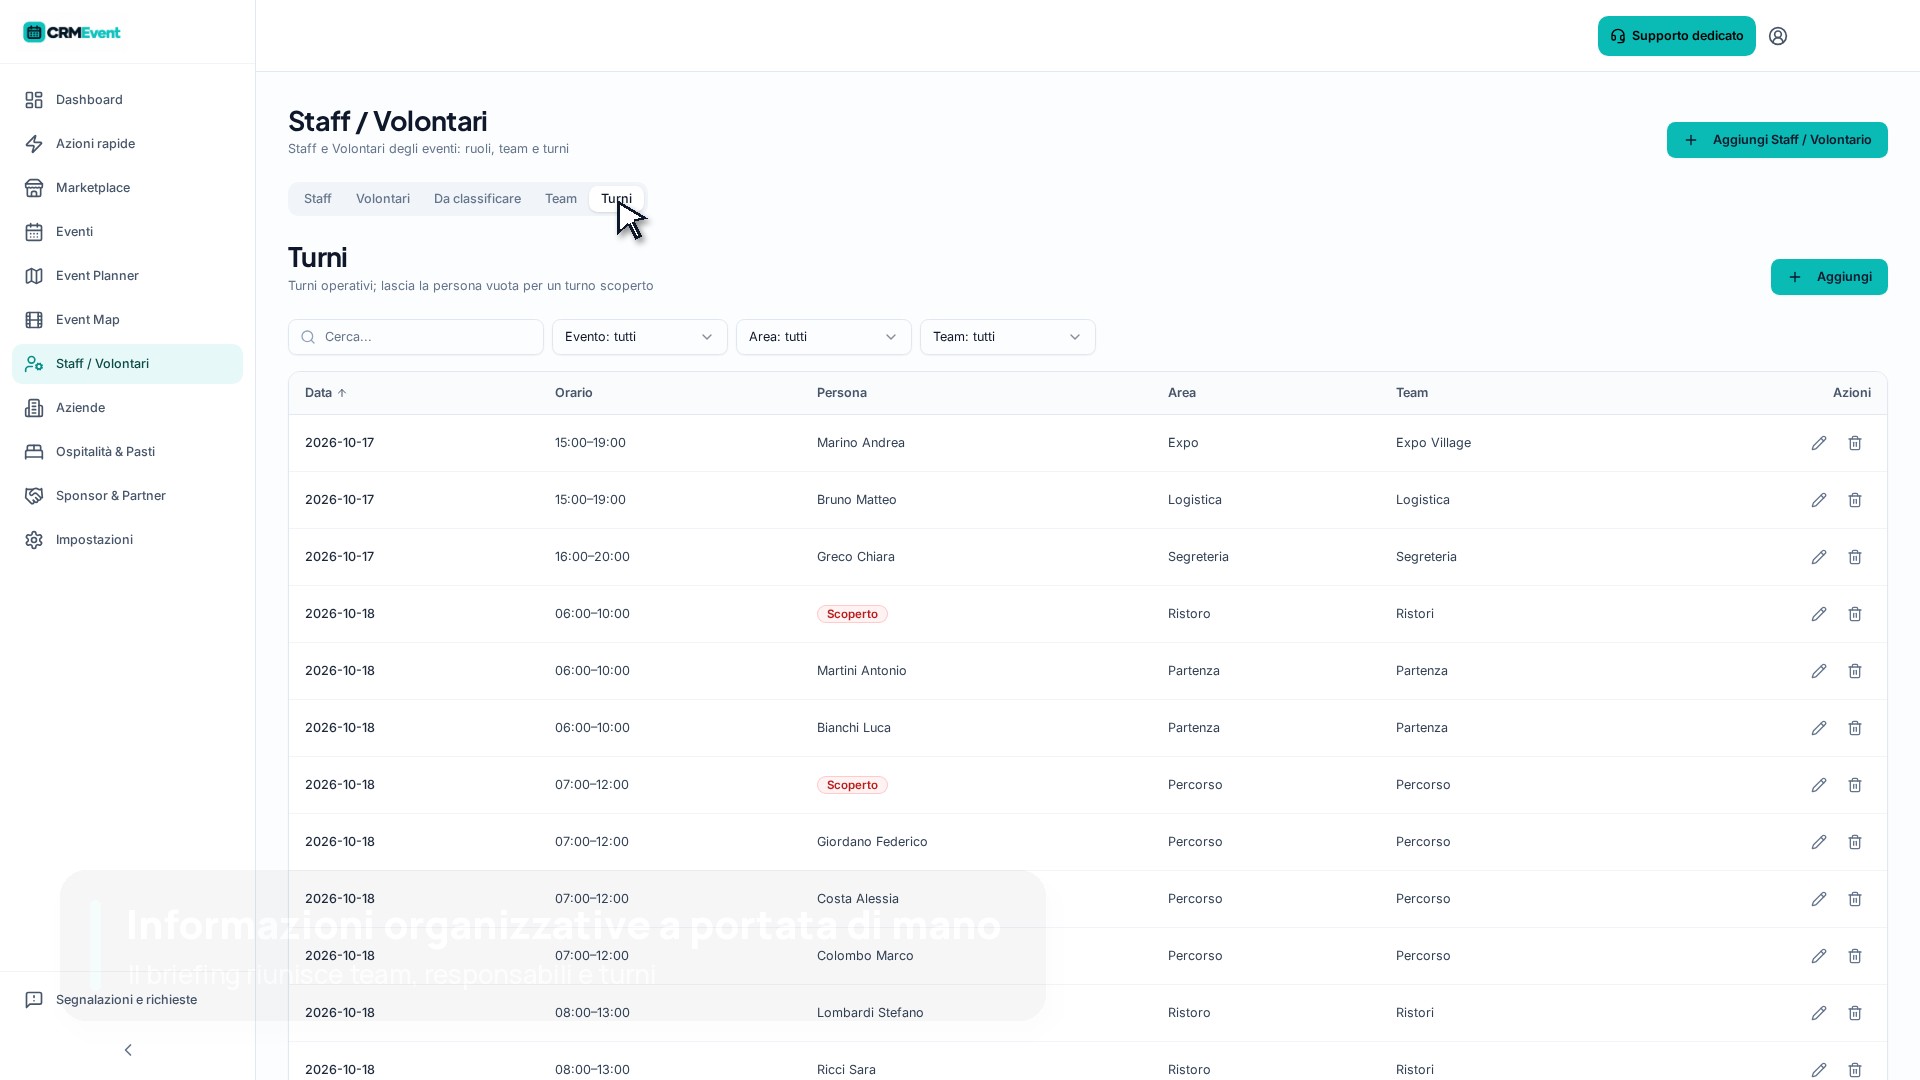 CRMEvent
Supporto dedicato
Dashboard
Azioni rapide
Marketplace
Eventi
Event Planner
Event Map
Staff / Volontari
Aziende
Ospitalità & Pasti
Sponsor & Partner
Impostazioni
Segnalazioni e richieste
Staff / Volontari
Staff e Volontari degli eventi: ruoli, team e turni
Aggiungi Staff / Volontario
Staff Volontari Da classificare Team Turni
Turni
Turni operativi; lascia la persona vuota per un turno scoperto
Aggiungi
Cerca... Evento: tutti Area: tutti Team: tutti
Data Orario Persona Area Team Azioni
2026-10-17 15:00–19:00 Marino Andrea Expo Expo Village
2026-10-17 15:00–19:00 Bruno Matteo Logistica Logistica
2026-10-17 16:00–20:00 Greco Chiara Segreteria Segreteria
2026-10-18 06:00–10:00 Scoperto Ristoro Ristori
2026-10-18 06:00–10:00 Martini Antonio Partenza Partenza
2026-10-18 06:00–10:00 Bianchi Luca Partenza Partenza
2026-10-18 07:00–12:00 Scoperto Percorso Percorso
2026-10-18 07:00–12:00 Giordano Federico Percorso Percorso
2026-10-18 07:00–12:00 Costa Alessia Percorso Percorso
2026-10-18 07:00–12:00 Colombo Marco Percorso Percorso
2026-10-18 08:00–13:00 Lombardi Stefano Ristoro Ristori
2026-10-18 08:00–13:00 Ricci Sara Ristoro Ristori
Informazioni organizzative a portata di mano
Il briefing riunisce team, responsabili e turni